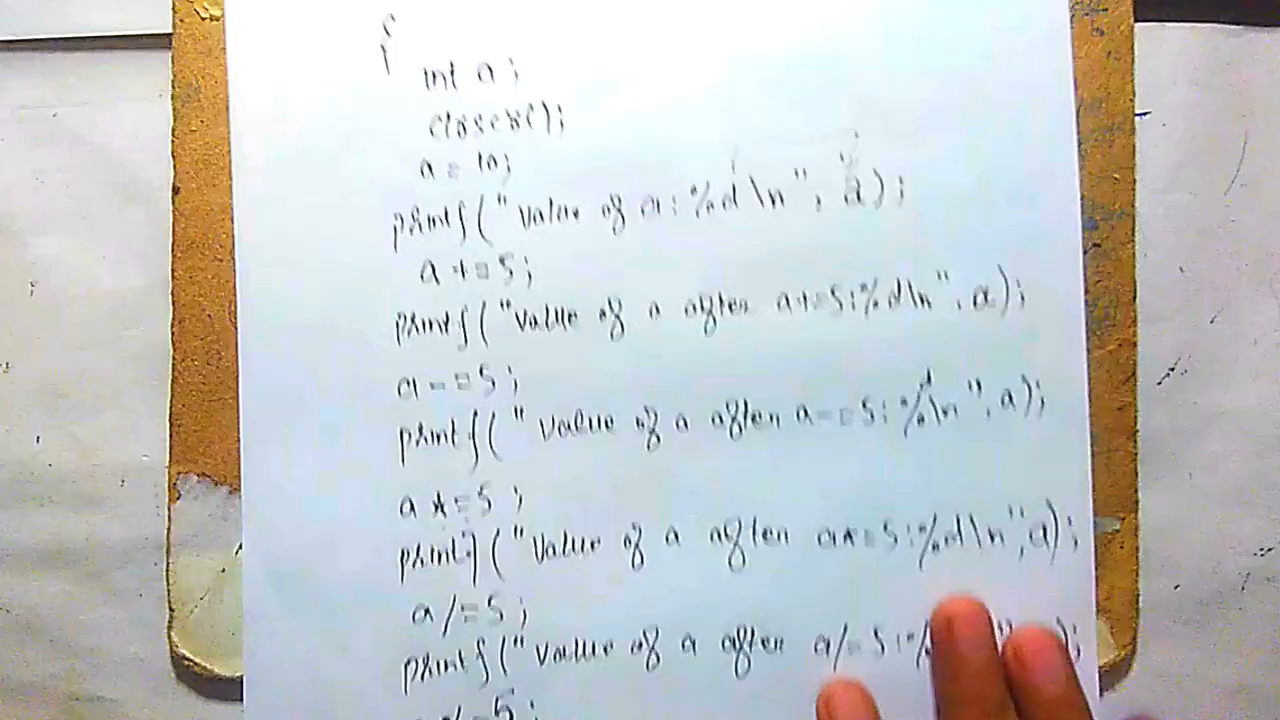 {
int a;
clrscr();
a = 10;
printf("Value of a:%d\n", a);
a+=5;
printf("Value of a after a+=5:%d\n", a);
a-=5;
printf("Value of a after a-=5:%d\n", a);
a*=5;
printf("Value of a after a*=5:%d\n",a);
a/=5;
printf("Value of a after a/=5:% ");
%=5;